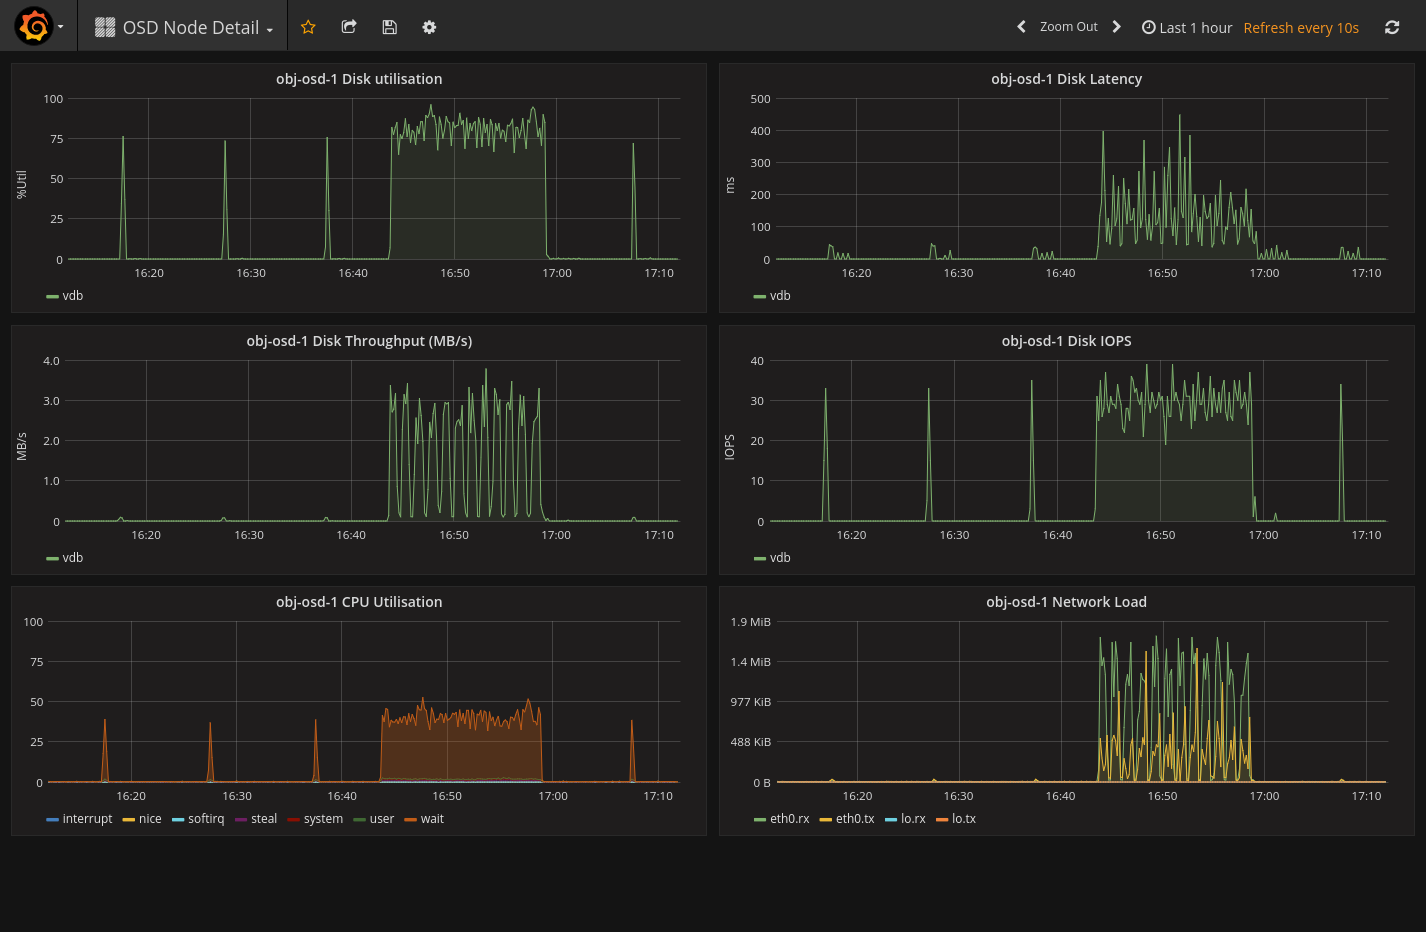 OSD Node Detail
Zoom Out
Last 1 hour
Refresh every 10s
obj-osd-1 Disk utilisation
%Util
100
75
50
25
0
16:20 16:30 16:40 16:50 17:00 17:10
vdb
obj-osd-1 Disk Latency
ms
500
400
300
200
100
0
16:20 16:30 16:40 16:50 17:00 17:10
vdb
obj-osd-1 Disk Throughput (MB/s)
MB/s
4.0
3.0
2.0
1.0
0
16:20 16:30 16:40 16:50 17:00 17:10
vdb
obj-osd-1 Disk IOPS
IOPS
40
30
20
10
0
16:20 16:30 16:40 16:50 17:00 17:10
vdb
obj-osd-1 CPU Utilisation
100
75
50
25
0
16:20 16:30 16:40 16:50 17:00 17:10
interrupt nice softirq steal system user wait
obj-osd-1 Network Load
1.9 MiB
1.4 MiB
977 KiB
488 KiB
0 B
16:20 16:30 16:40 16:50 17:00 17:10
eth0.rx eth0.tx lo.rx lo.tx